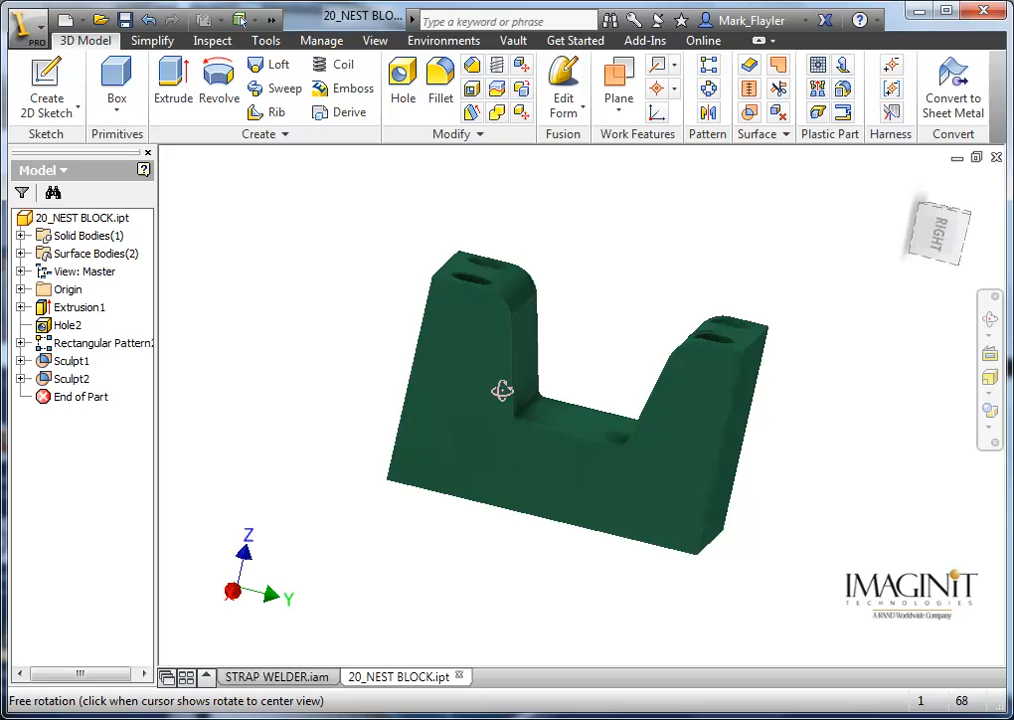 20_NEST BLO...
Type a keyword or phrase
Mark_Flayler
PRO
3D Model Simplify Inspect Tools Manage View Environments Vault Get Started Add-Ins Online
Create 2D Sketch
Box
Extrude
Revolve
Loft
Sweep
Rib
Coil
Emboss
Derive
Hole
Fillet
Edit Form
Plane
Convert to Sheet Metal
Sketch Primitives Create Modify Fusion Work Features Pattern Surface Plastic Part Harness Convert
Model
20_NEST BLOCK.ipt
Solid Bodies(1)
Surface Bodies(2)
View: Master
Origin
Extrusion1
Hole2
Rectangular Pattern2
Sculpt1
Sculpt2
End of Part
RIGHT
Z
Y
X
IMAGINiT
TECHNOLOGIES
A RAND Worldwide Company
STRAP WELDER.iam 20_NEST BLOCK.ipt
Free rotation (click when cursor shows rotate to center view) 1 68